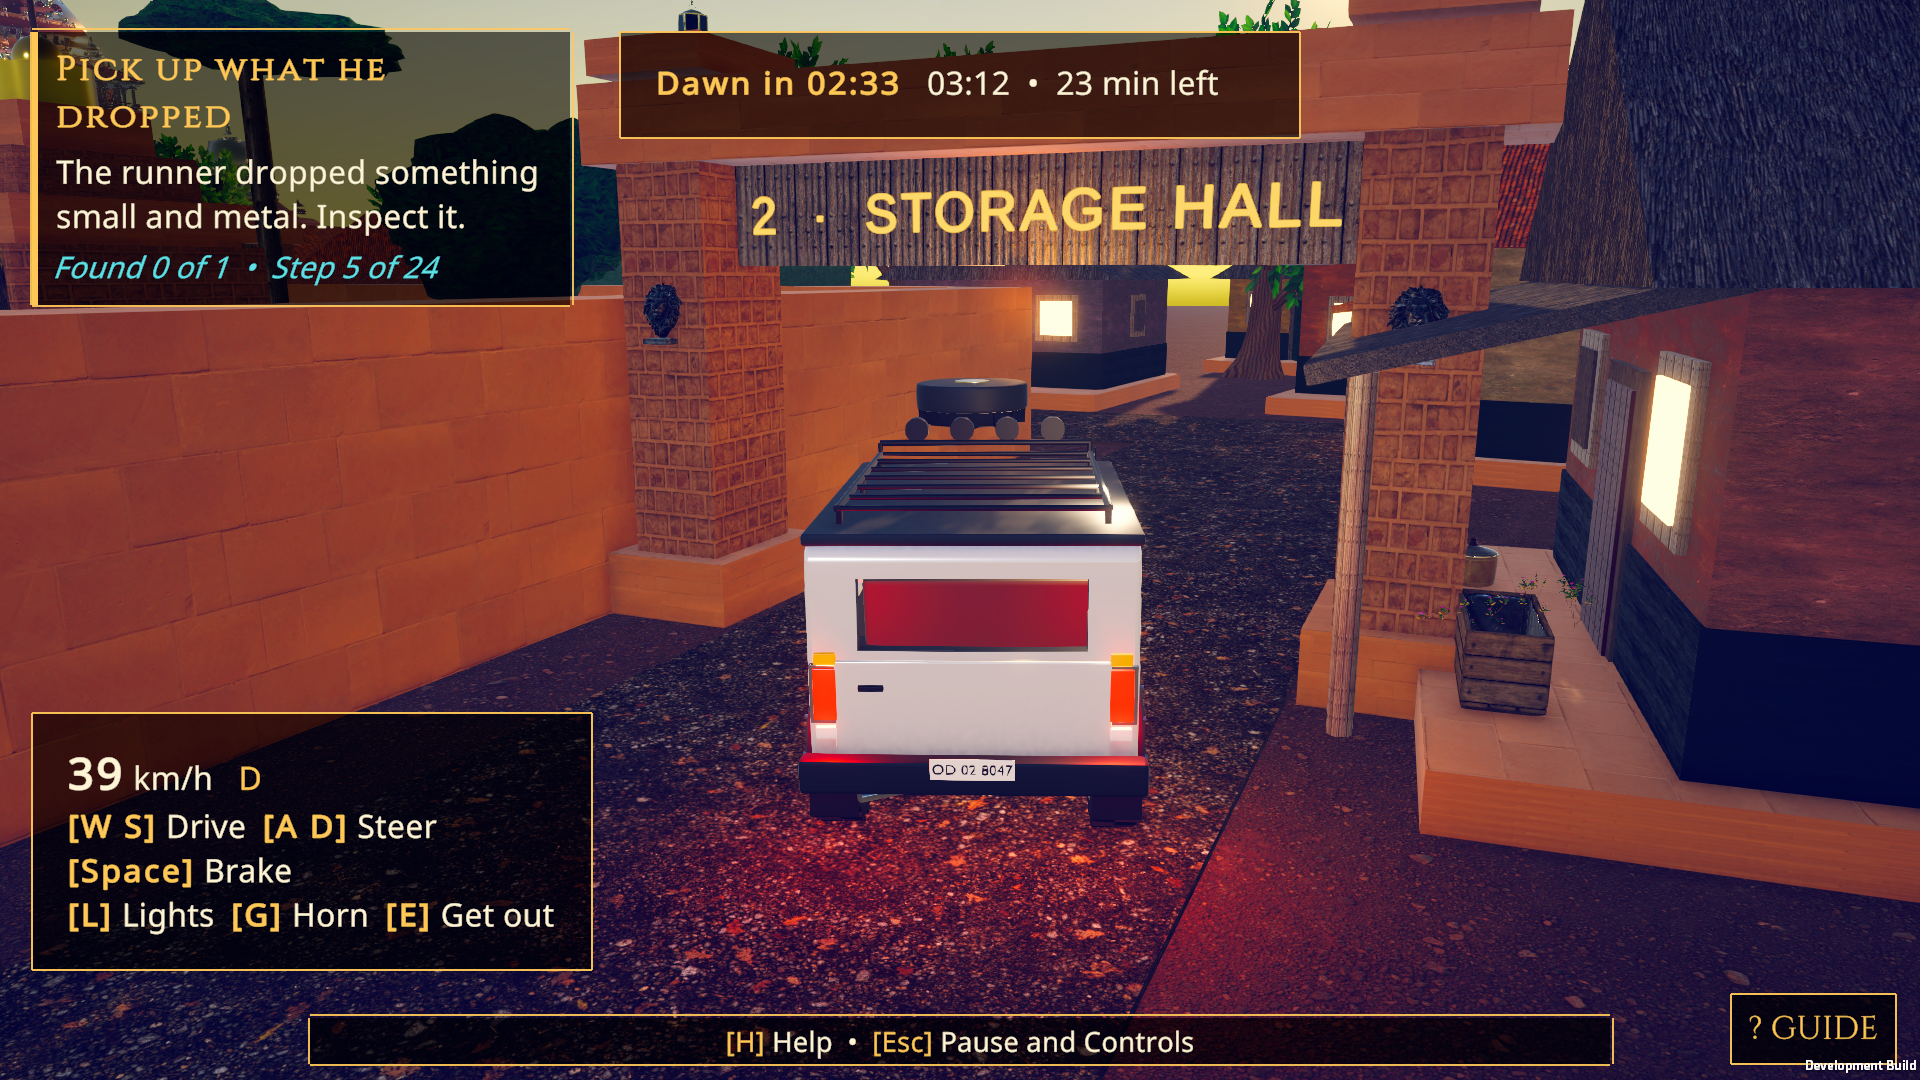 PICK UP WHAT HE
DROPPED
The runner dropped something
small and metal. Inspect it.
Found 0 of 1 • Step 5 of 24
Dawn in 02:33 03:12 • 23 min left
2 · STORAGE HALL
OD 02 8047
39 km/h D
[W S] Drive [A D] Steer
[Space] Brake
[L] Lights [G] Horn [E] Get out
[H] Help • [Esc] Pause and Controls
? GUIDE
Development Build